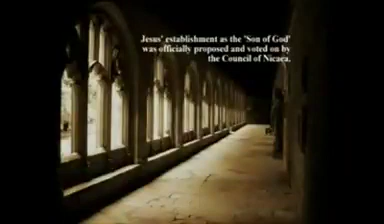 Jesus' establishment as the 'Son of God'
was officially proposed and voted on by
the Council of Nicaea.